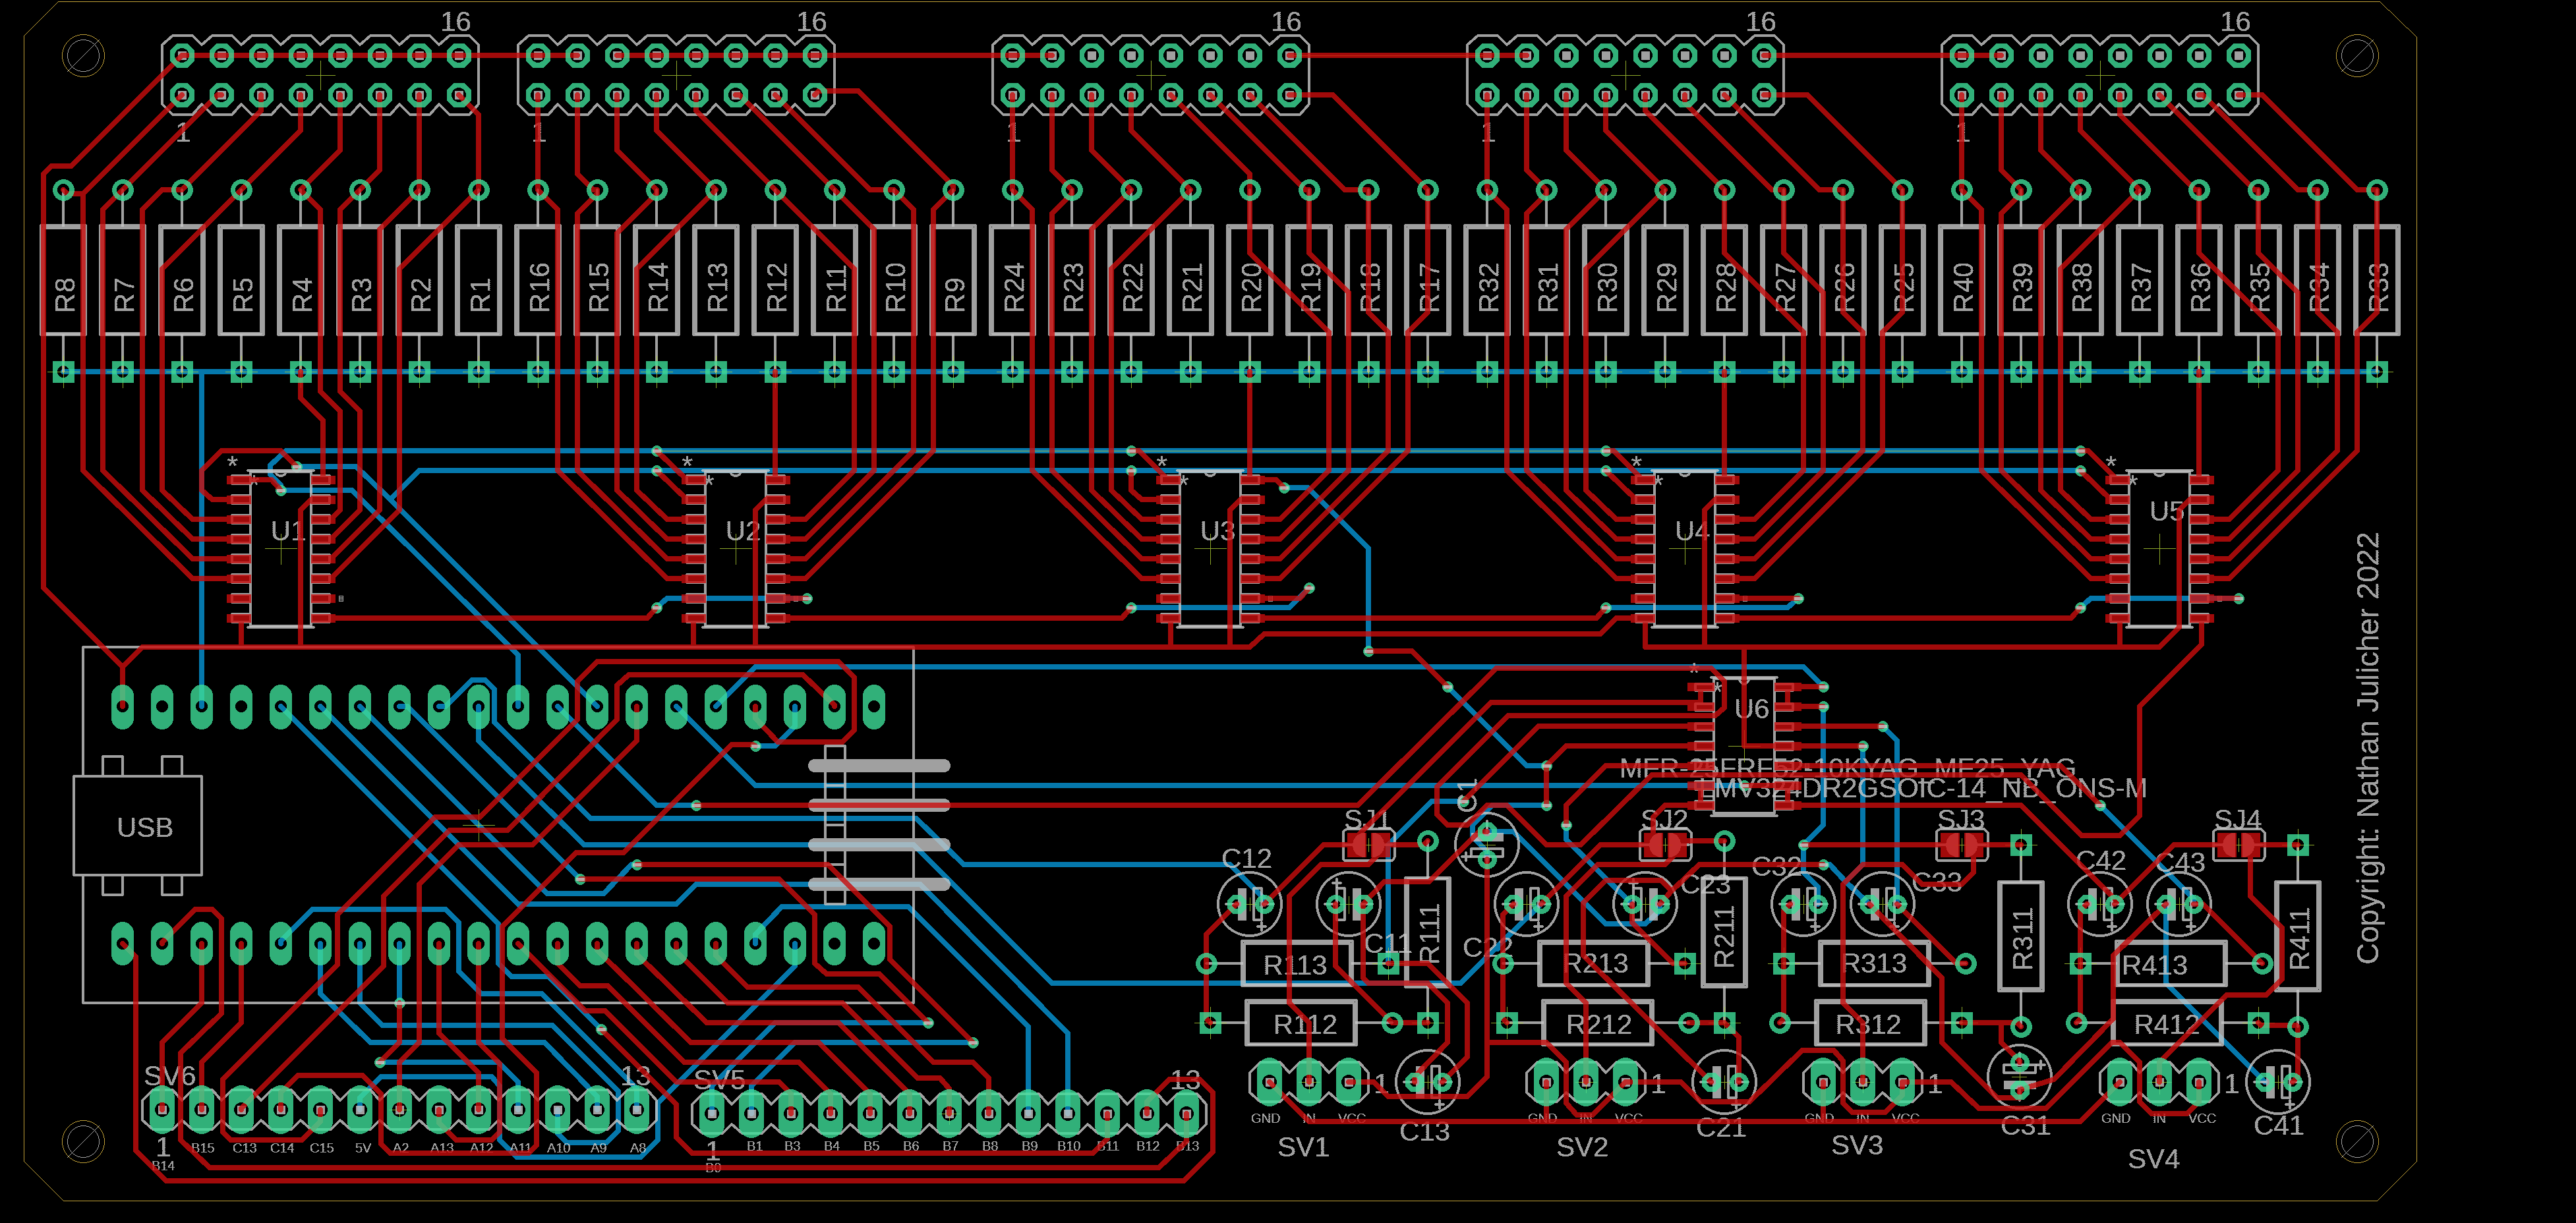 16 16 16 16 16
1 1 1 1 1
R8 R7 R6 R5 R4 R3 R2 R1 R16 R15 R14 R13 R12 R11 R10 R9 R24 R23 R22 R21 R20 R19 R18 R17 R32 R31 R30 R29 R28 R27 R26 R25 R40 R39 R38 R37 R36 R35 R34 R33
* * * * *
* * * * *
U1 U2 U3 U4 U5
Copyright: Nathan Julicher 2022
*
*
U6
MFR-25FRF52-10KYAG_MF25_YAG
LMV324DR2GSOIC-14_NB_ONS-M
USB
C1
SJ1 SJ2 SJ3 SJ4
C12 C32 C42 C43
C23 C33
R111 R211 R311 R411
C11 C22
R113 R213 R313 R413
R112 R212 R312 R412
SV6 13 SV5 13
1 1 1 1
GND IN VCC GND IN VCC GND IN VCC GND IN VCC
C13 C21 C31 C41
SV1 SV2 SV3 SV4
B15 C13 C14 C15 5V A2 A13 A12 A11 A10 A9 A8 B1 B3 B4 B5 B6 B7 B8 B9 B10 B11 B12 B13
1 1
B14 B0